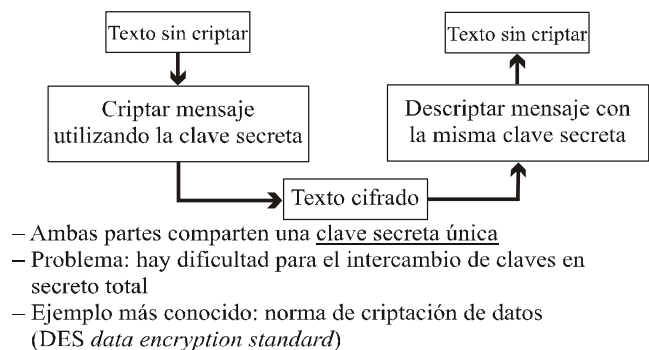 Texto sin criptar
Texto sin criptar
Criptar mensaje
utilizando la clave secreta
Descriptar mensaje con
la misma clave secreta
Texto cifrado
– Ambas partes comparten una clave secreta única
– Problema: hay dificultad para el intercambio de claves en
secreto total
– Ejemplo más conocido: norma de criptación de datos
(DES data encryption standard)